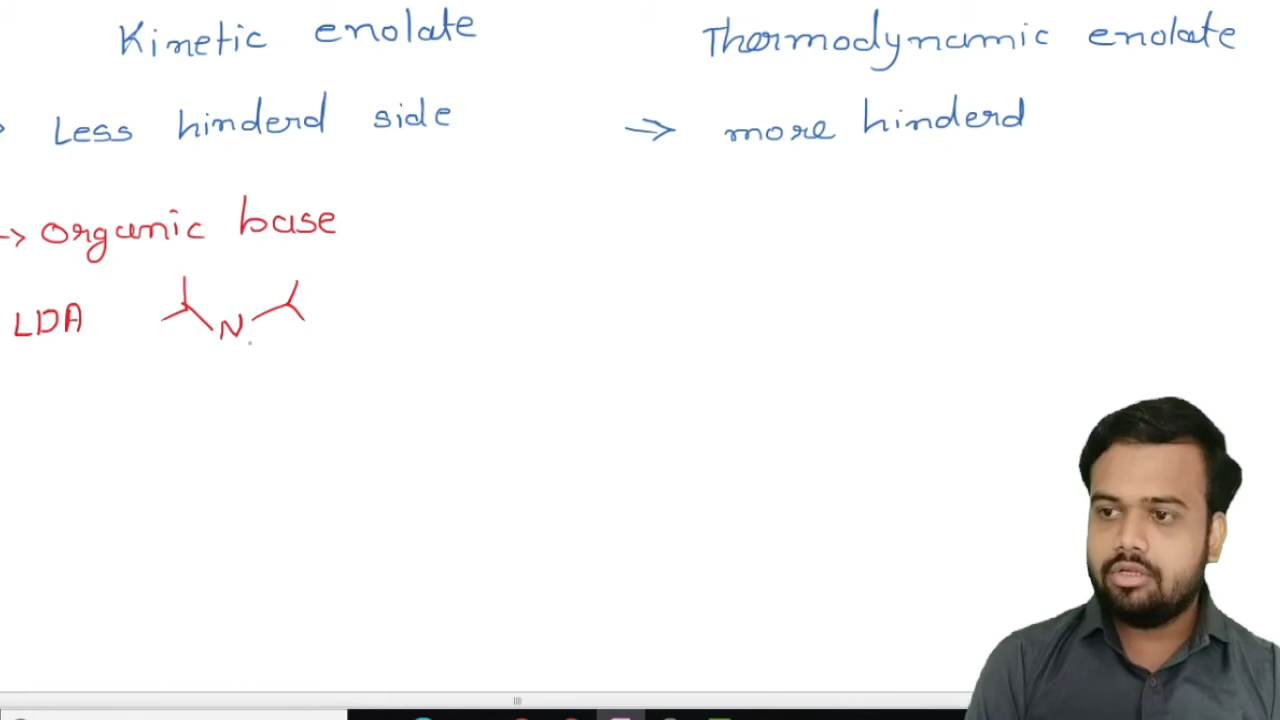 Kinetic enolate
Thermodynamic enolate
Less hinderd side
⇒ more hinderd
→ organic base
LDA N